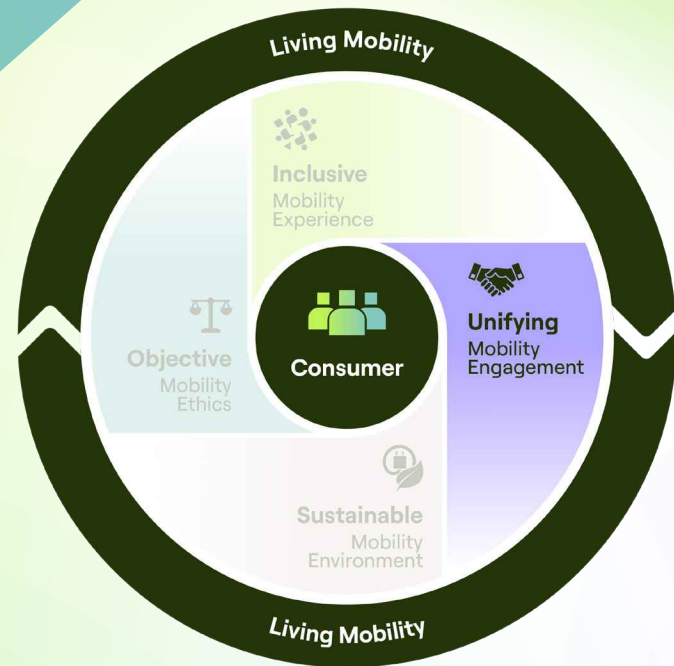 Living Mobility
Inclusive
Mobility
Experience
Unifying
Mobility
Engagement
Objective
Mobility
Ethics
Consumer
Sustainable
Mobility
Environment
Living Mobility